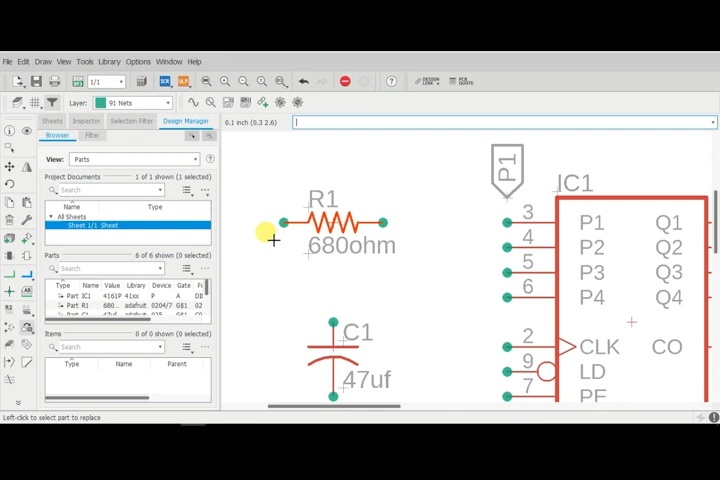 File Edit Draw View Tools Library Options Window Help
1/1 SCR ULP DESIGN LINK PCB QUOTE
Layer: 91 Nets
Sheets Inspector Selection Filter Design Manager
0.1 inch (0.3 2.6)
Browser Filter
View: Parts
Project Documents 1 of 1 shown (1 selected)
Search
Name Type
All Sheets
Sheet 1/1 Sheet
Parts 6 of 6 shown (0 selected)
Search
Type Name Value Library Device Gate
Part IC1 4161P 41xx P A DI
Part R1 680... adafruit 0204/7 G$1 02
Part C1 47uf adafruit
Items 0 of 0 shown (0 selected)
Search
Type Name Parent
R1
680ohm
C1
47uf
P1
IC1
3 P1 Q1
4 P2 Q2
5 P3 Q3
6 P4 Q4
2 CLK CO
9 LD
7 PE
Left-click to select part to replace